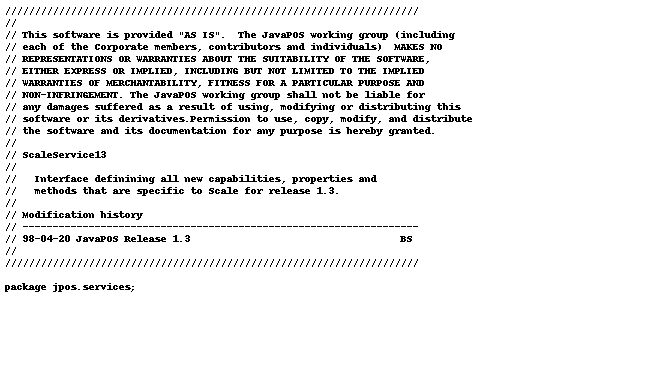 //////////////////////////////////////////////////////////////////////
//
// This software is provided "AS IS".  The JavaPOS working group (including
// each of the Corporate members, contributors and individuals)  MAKES NO
// REPRESENTATIONS OR WARRANTIES ABOUT THE SUITABILITY OF THE SOFTWARE,
// EITHER EXPRESS OR IMPLIED, INCLUDING BUT NOT LIMITED TO THE IMPLIED
// WARRANTIES OF MERCHANTABILITY, FITNESS FOR A PARTICULAR PURPOSE AND
// NON-INFRINGEMENT. The JavaPOS working group shall not be liable for
// any damages suffered as a result of using, modifying or distributing this
// software or its derivatives.Permission to use, copy, modify, and distribute
// the software and its documentation for any purpose is hereby granted.
//
// ScaleService13
//
//   Interface definining all new capabilities, properties and
//   methods that are specific to Scale for release 1.3.
//
// Modification history
// ------------------------------------------------------------------
// 98-04-20 JavaPOS Release 1.3                                   BS
//
//////////////////////////////////////////////////////////////////////
package jpos.services;